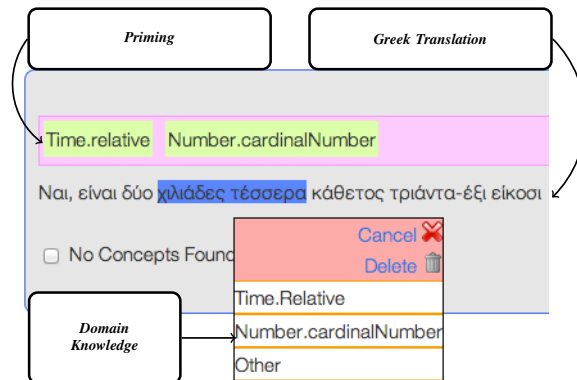 Priming
Greek Translation
Time.relative Number.cardinalNumber
Ναι, είναι δύο χιλιάδες τέσσερα κάθετος τριάντα-έξι είκοσι
No Concepts Found
Cancel
Delete
Time.Relative
Number.cardinalNumber
Other
Domain
Knowledge